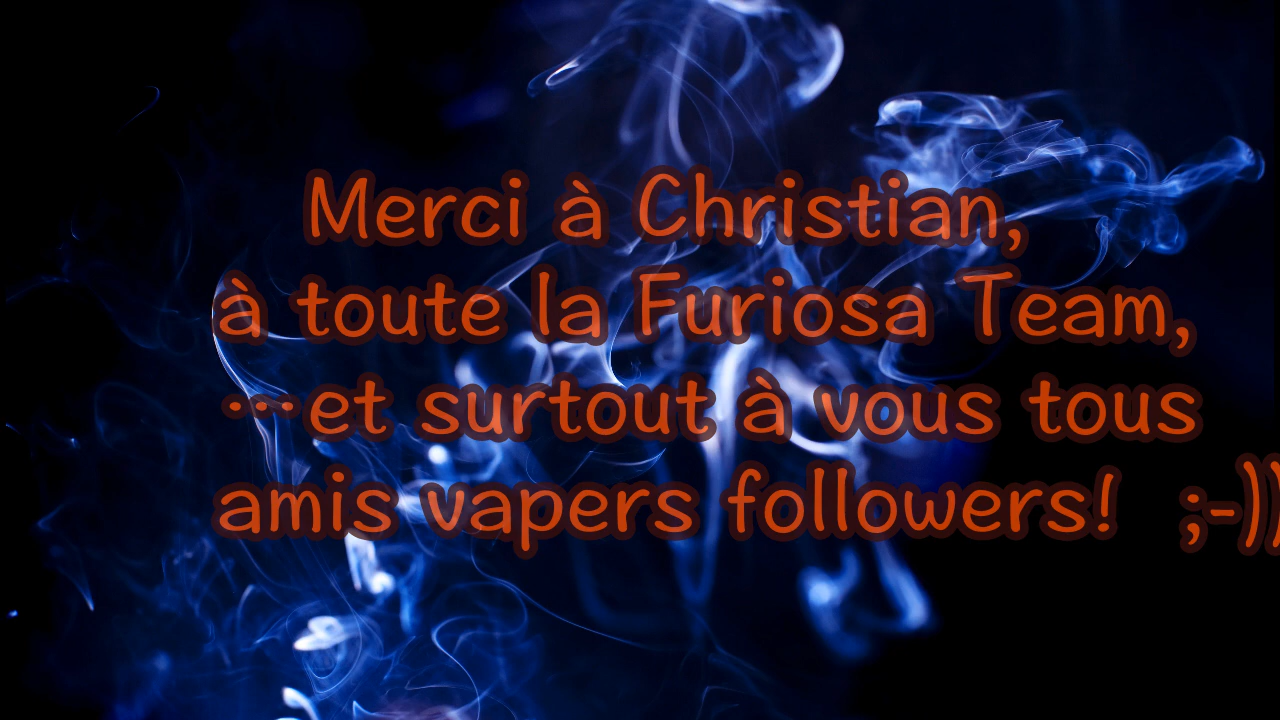 Merci à Christian,
à toute la Furiosa Team,
...et surtout à vous tous
amis vapers followers! ;-))